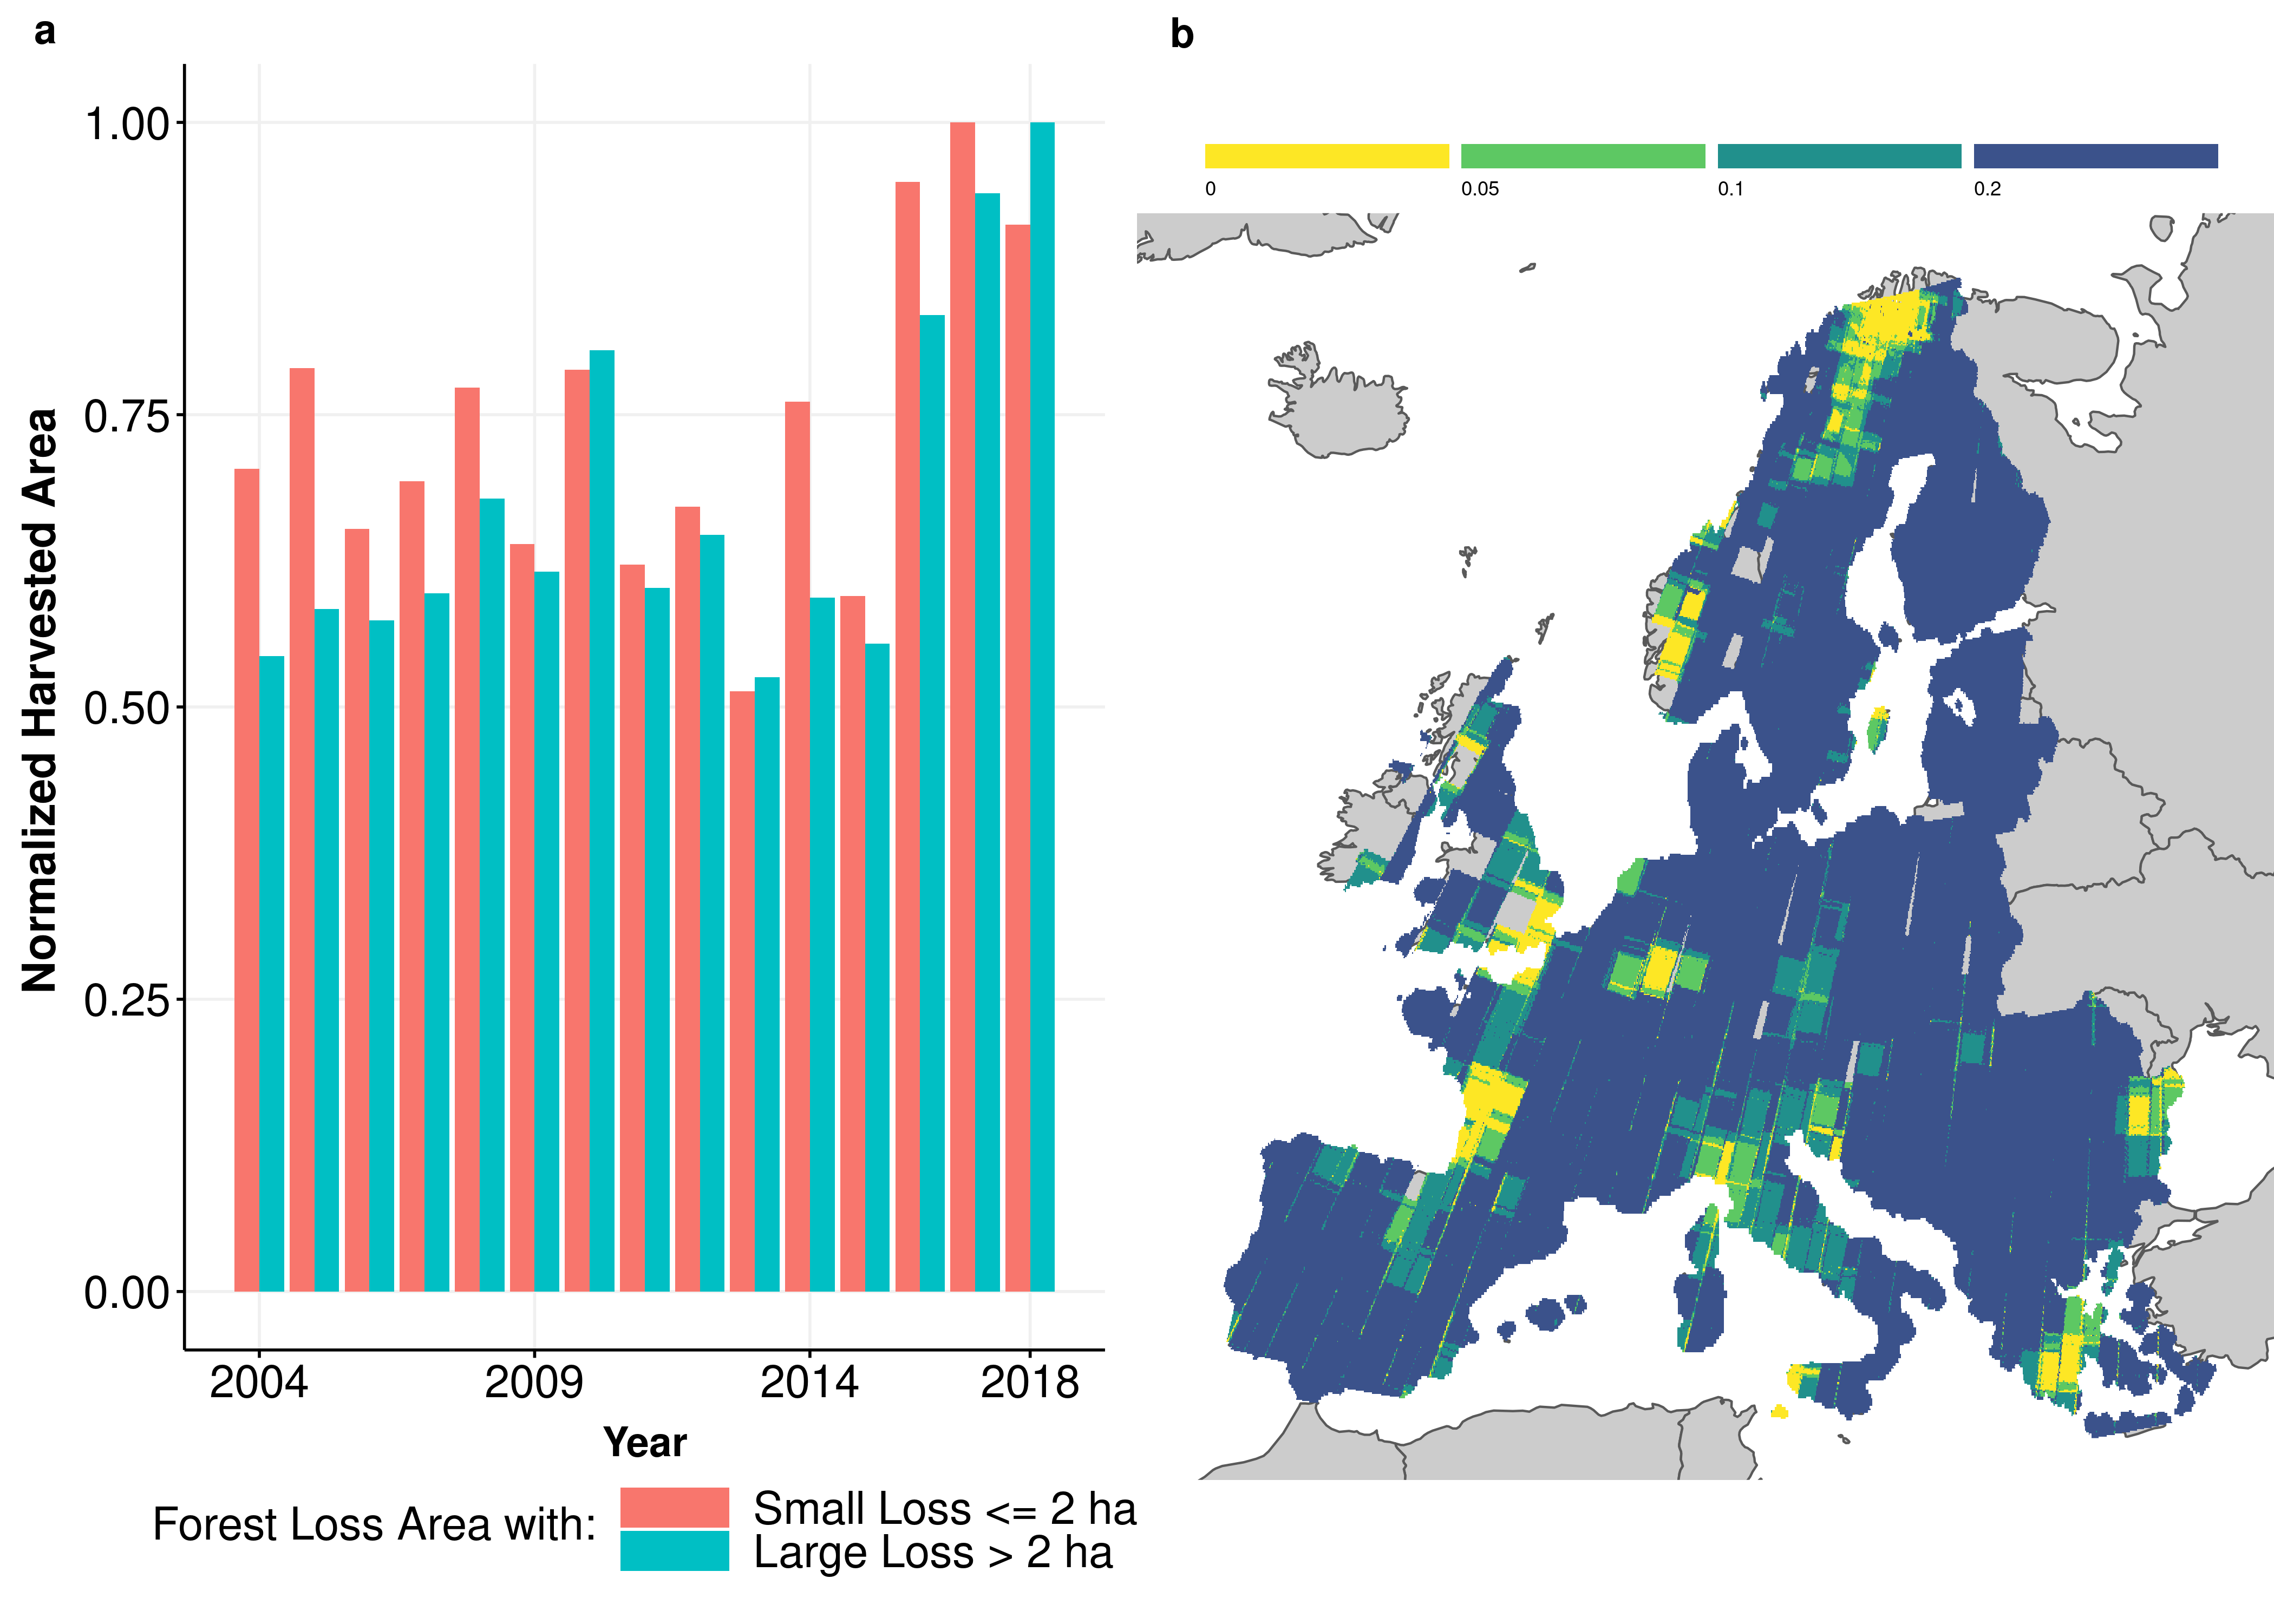 a
1.00
0.75
0.50
0.25
0.00
Normalized Harvested Area
2004 2009 2014 2018
Year
Forest Loss Area with:
Small Loss <= 2 ha
Large Loss > 2 ha
b
0 0.05 0.1 0.2